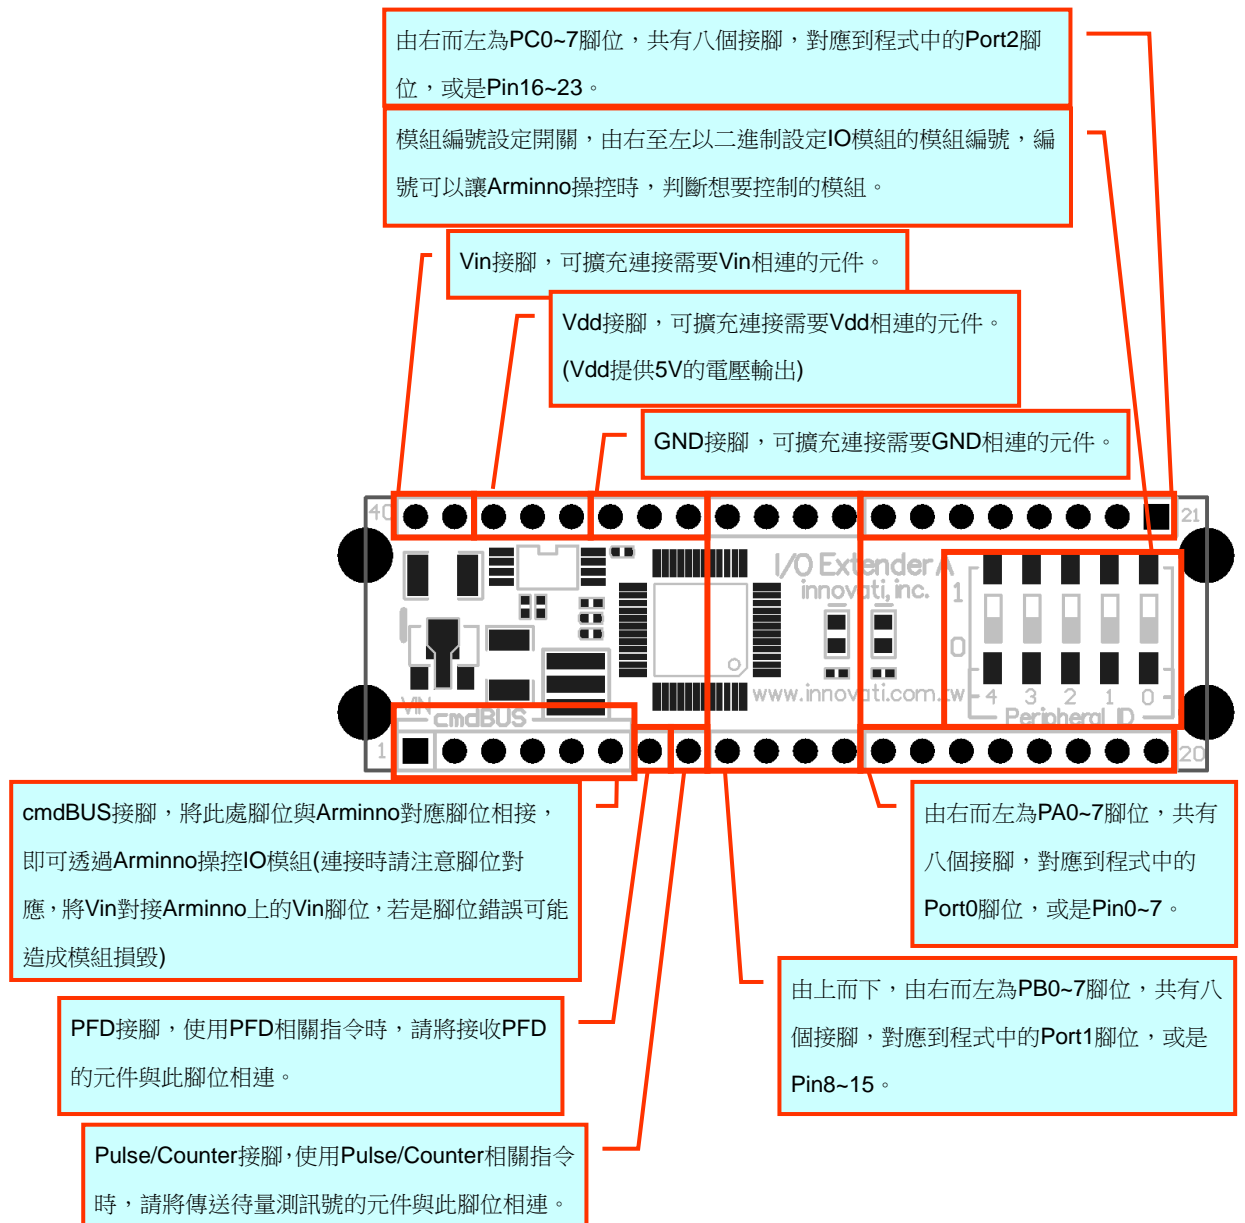 由右而左為PC0~7腳位，共有八個接腳，對應到程式中的Port2腳
位，或是Pin16~23。
模組編號設定開關，由右至左以二進制設定IO模組的模組編號，編
號可以讓Arminno操控時，判斷想要控制的模組。
Vin接腳，可擴充連接需要Vin相連的元件。
Vdd接腳，可擴充連接需要Vdd相連的元件。
(Vdd提供5V的電壓輸出)
GND接腳，可擴充連接需要GND相連的元件。
40
21
I/O Extender A
innovati, inc.
1
0
www.innovati.com.tw
4 3 2 1 0
Peripheral ID
VIN
cmdBUS
1
20
cmdBUS接腳，將此處腳位與Arminno對應腳位相接，
即可透過Arminno操控IO模組(連接時請注意腳位對
應，將Vin對接Arminno上的Vin腳位，若是腳位錯誤可能
造成模組損毀)
由右而左為PA0~7腳位，共有
八個接腳，對應到程式中的
Port0腳位，或是Pin0~7。
由上而下，由右而左為PB0~7腳位，共有八
個接腳，對應到程式中的Port1腳位，或是
Pin8~15。
PFD接腳，使用PFD相關指令時，請將接收PFD
的元件與此腳位相連。
Pulse/Counter接腳，使用Pulse/Counter相關指令
時，請將傳送待量測訊號的元件與此腳位相連。